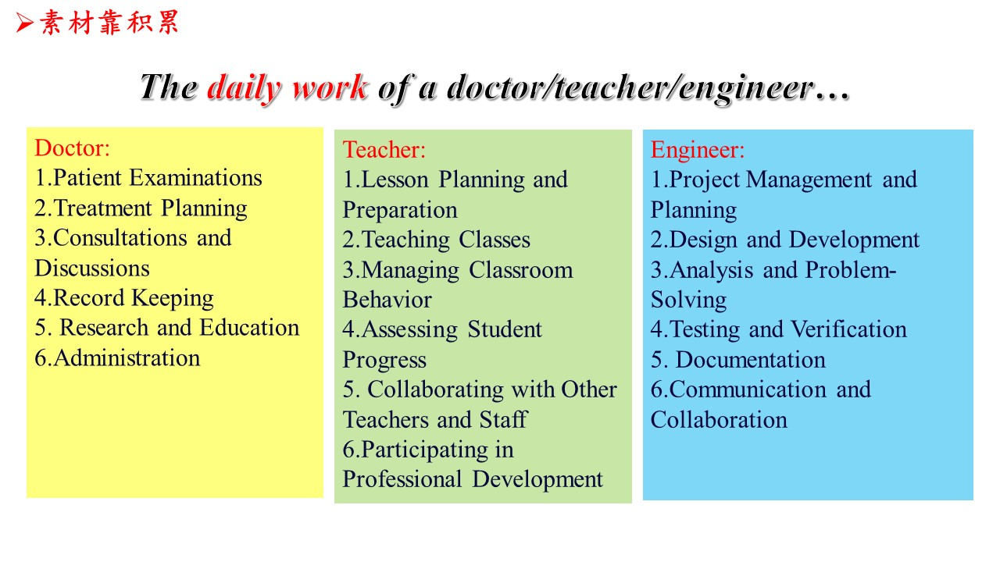 素材靠积累
The daily work of a doctor/teacher/engineer…
Doctor:
1.Patient Examinations
2.Treatment Planning
3.Consultations and
Discussions
4.Record Keeping
5. Research and Education
6.Administration
Teacher:
1.Lesson Planning and
Preparation
2.Teaching Classes
3.Managing Classroom
Behavior
4.Assessing Student
Progress
5. Collaborating with Other
Teachers and Staff
6.Participating in
Professional Development
Engineer:
1.Project Management and
Planning
2.Design and Development
3.Analysis and Problem-
Solving
4.Testing and Verification
5. Documentation
6.Communication and
Collaboration